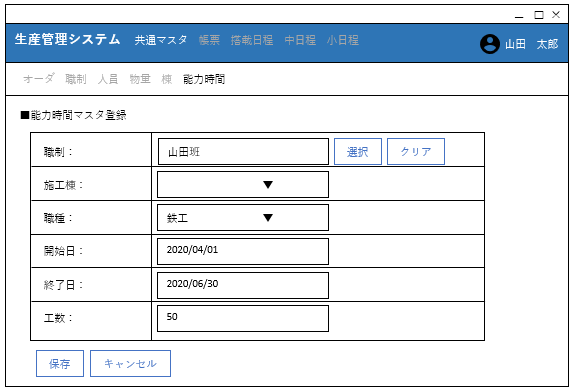 生産管理システム 共通マスタ 帳票 搭載日程 中日程 小日程 山田 太郎
オーダ 職制 人員 物量 棟 能力時間
■能力時間マスタ登録
職制： 山田班 選択 クリア
施工棟： ▼
職種： 鉄工 ▼
開始日： 2020/04/01
終了日： 2020/06/30
工数： 50
保存 キャンセル